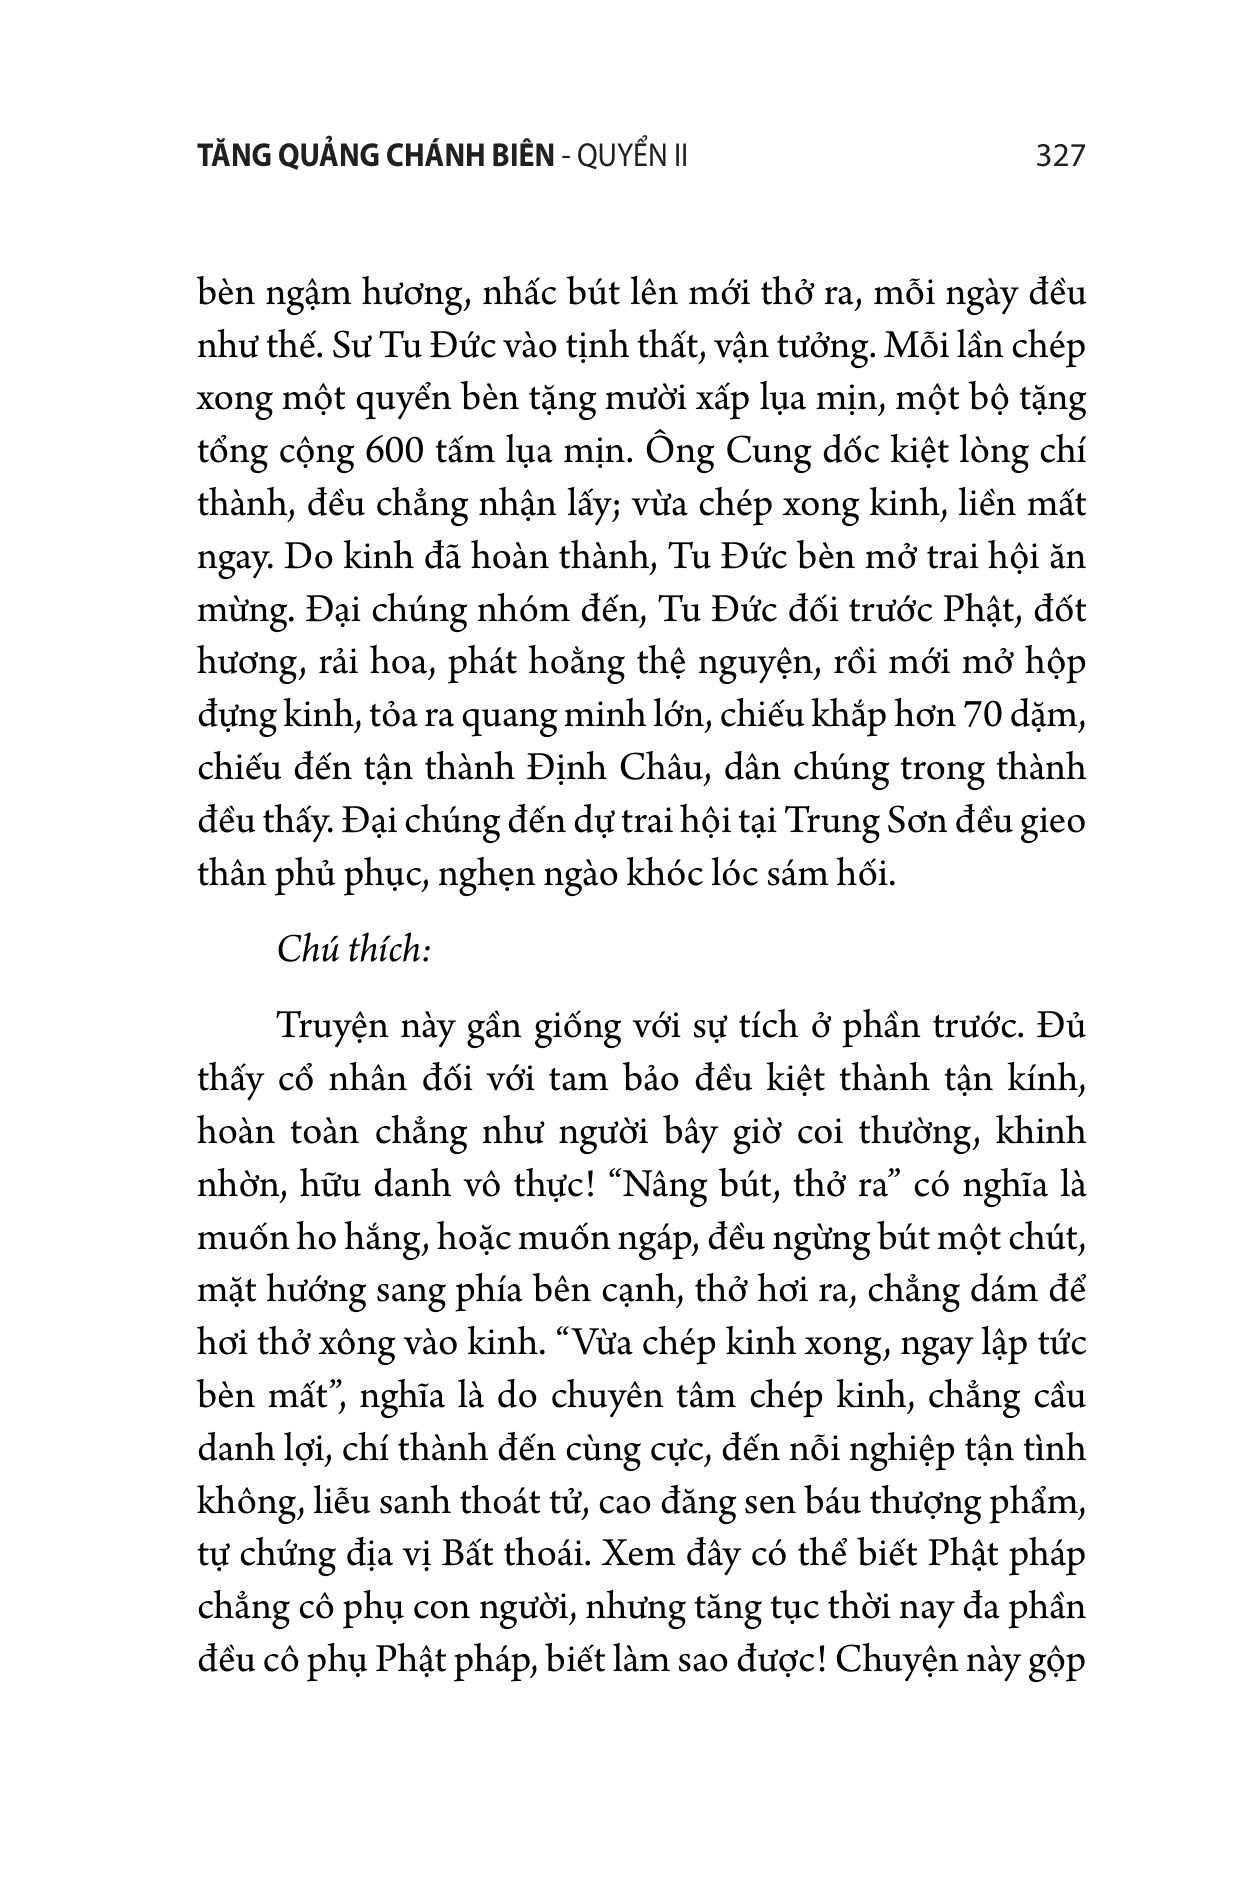 TĂNG QUẢNG CHÁNH BIÊN - QUYỂN II 327
bèn ngậm hương, nhấc bút lên mới thở ra, mỗi ngày đều
như thế. Sư Tu Đức vào tịnh thất, vận tưởng. Mỗi lần chép
xong một quyển bèn tặng mười xấp lụa mịn, một bộ tặng
tổng cộng 600 tấm lụa mịn. Ông Cung dốc kiệt lòng chí
thành, đều chẳng nhận lấy; vừa chép xong kinh, liền mất
ngay. Do kinh đã hoàn thành, Tu Đức bèn mở trai hội ăn
mừng. Đại chúng nhóm đến, Tu Đức đối trước Phật, đốt
hương, rải hoa, phát hoằng thệ nguyện, rồi mới mở hộp
đựng kinh, tỏa ra quang minh lớn, chiếu khắp hơn 70 dặm,
chiếu đến tận thành Định Châu, dân chúng trong thành
đều thấy. Đại chúng đến dự trai hội tại Trung Sơn đều gieo
thân phủ phục, nghẹn ngào khóc lóc sám hối.
Chú thích:
Truyện này gần giống với sự tích ở phần trước. Đủ
thấy cổ nhân đối với tam bảo đều kiệt thành tận kính,
hoàn toàn chẳng như người bây giờ coi thường, khinh
nhờn, hữu danh vô thực! “Nâng bút, thở ra” có nghĩa là
muốn ho hắng, hoặc muốn ngáp, đều ngừng bút một chút,
mặt hướng sang phía bên cạnh, thở hơi ra, chẳng dám để
hơi thở xông vào kinh. “Vừa chép kinh xong, ngay lập tức
bèn mất”, nghĩa là do chuyên tâm chép kinh, chẳng cầu
danh lợi, chí thành đến cùng cực, đến nỗi nghiệp tận tình
không, liễu sanh thoát tử, cao đăng sen báu thượng phẩm,
tự chứng địa vị Bất thoái. Xem đây có thể biết Phật pháp
chẳng cô phụ con người, nhưng tăng tục thời nay đa phần
đều cô phụ Phật pháp, biết làm sao được! Chuyện này gộp